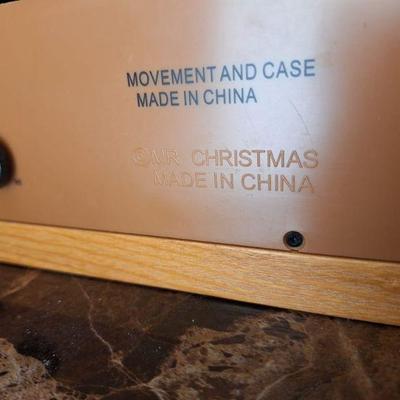 MOVEMENT AND CASE
MADE IN CHINA
©MR. CHRISTMAS
MADE IN CHINA